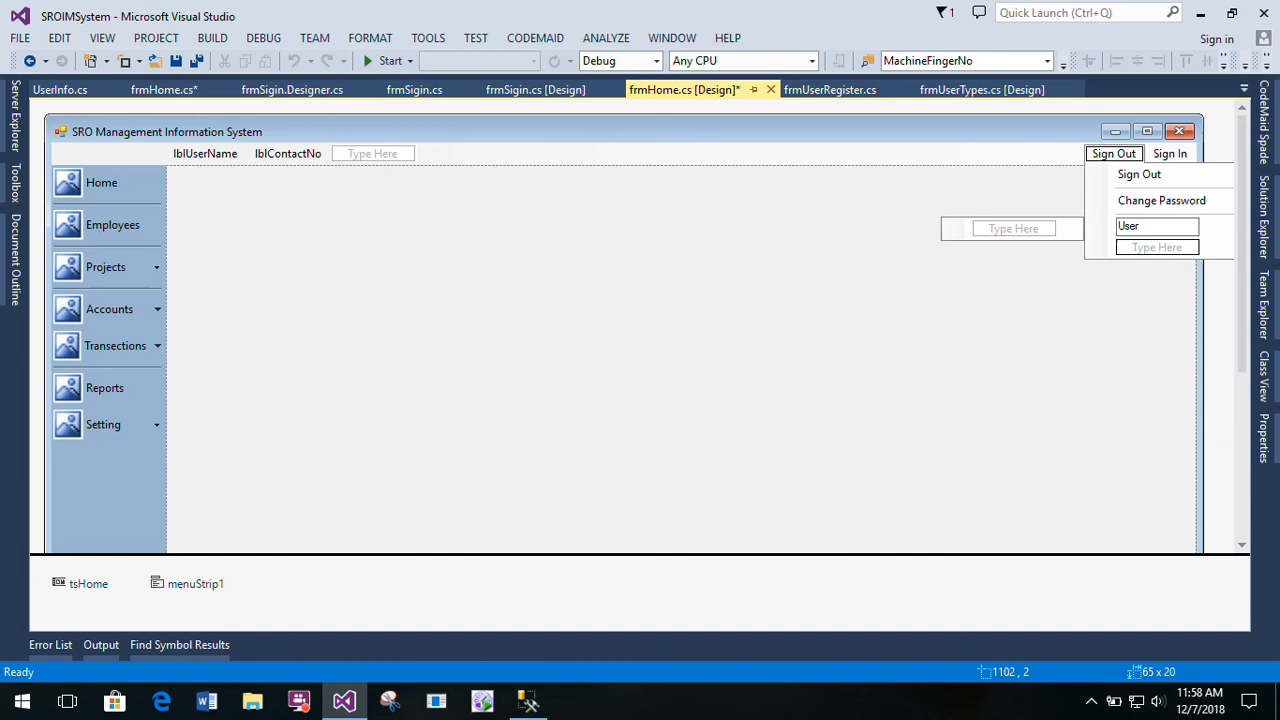 SROIMSystem - Microsoft Visual Studio
1
Quick Launch (Ctrl+Q)
FILE EDIT VIEW PROJECT BUILD DEBUG TEAM FORMAT TOOLS TEST CODEMAID ANALYZE WINDOW HELP
Sign in
Start
Debug
Any CPU
MachineFingerNo
UserInfo.cs
frmHome.cs*
frmSigin.Designer.cs
frmSigin.cs
frmSigin.cs [Design]
frmHome.cs [Design]*
frmUserRegister.cs
frmUserTypes.cs [Design]
Server Explorer
Toolbox
Document Outline
SRO Management Information System
lblUserName
lblContactNo
Type Here
Sign Out
Sign In
Home
Employees
Projects
Accounts
Transections
Reports
Setting
Sign Out
Change Password
User
Type Here
Type Here
CodeMaid Spade
Solution Explorer
Team Explorer
Class View
Properties
tsHome
menuStrip1
Error List
Output
Find Symbol Results
Ready
1102 , 2
65 x 20
11:58 AM
12/7/2018